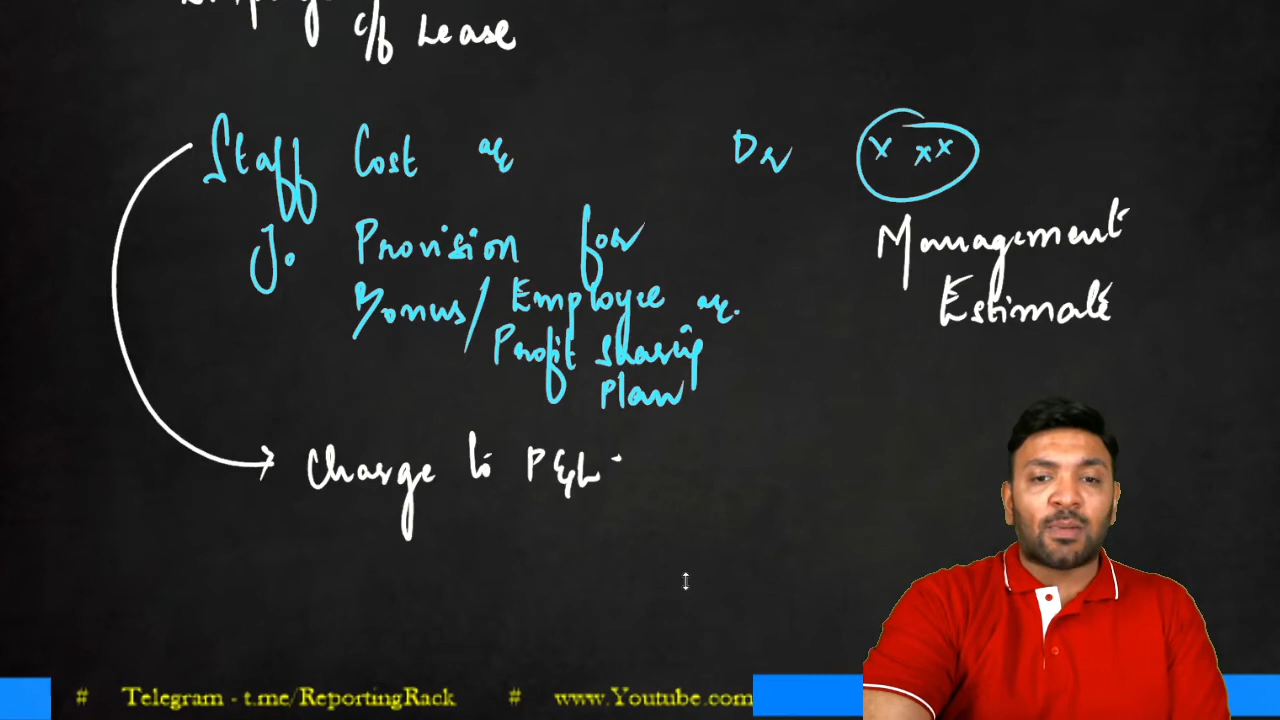 c/f Lease
Staff Cost a/c Dr xxx
To Provision for
Bonus/ Employee a/c.
Profit sharing
Plan
Management
Estimate
Charge to P&L.
# Telegram - t.me/ReportingRack # www.Youtube.com